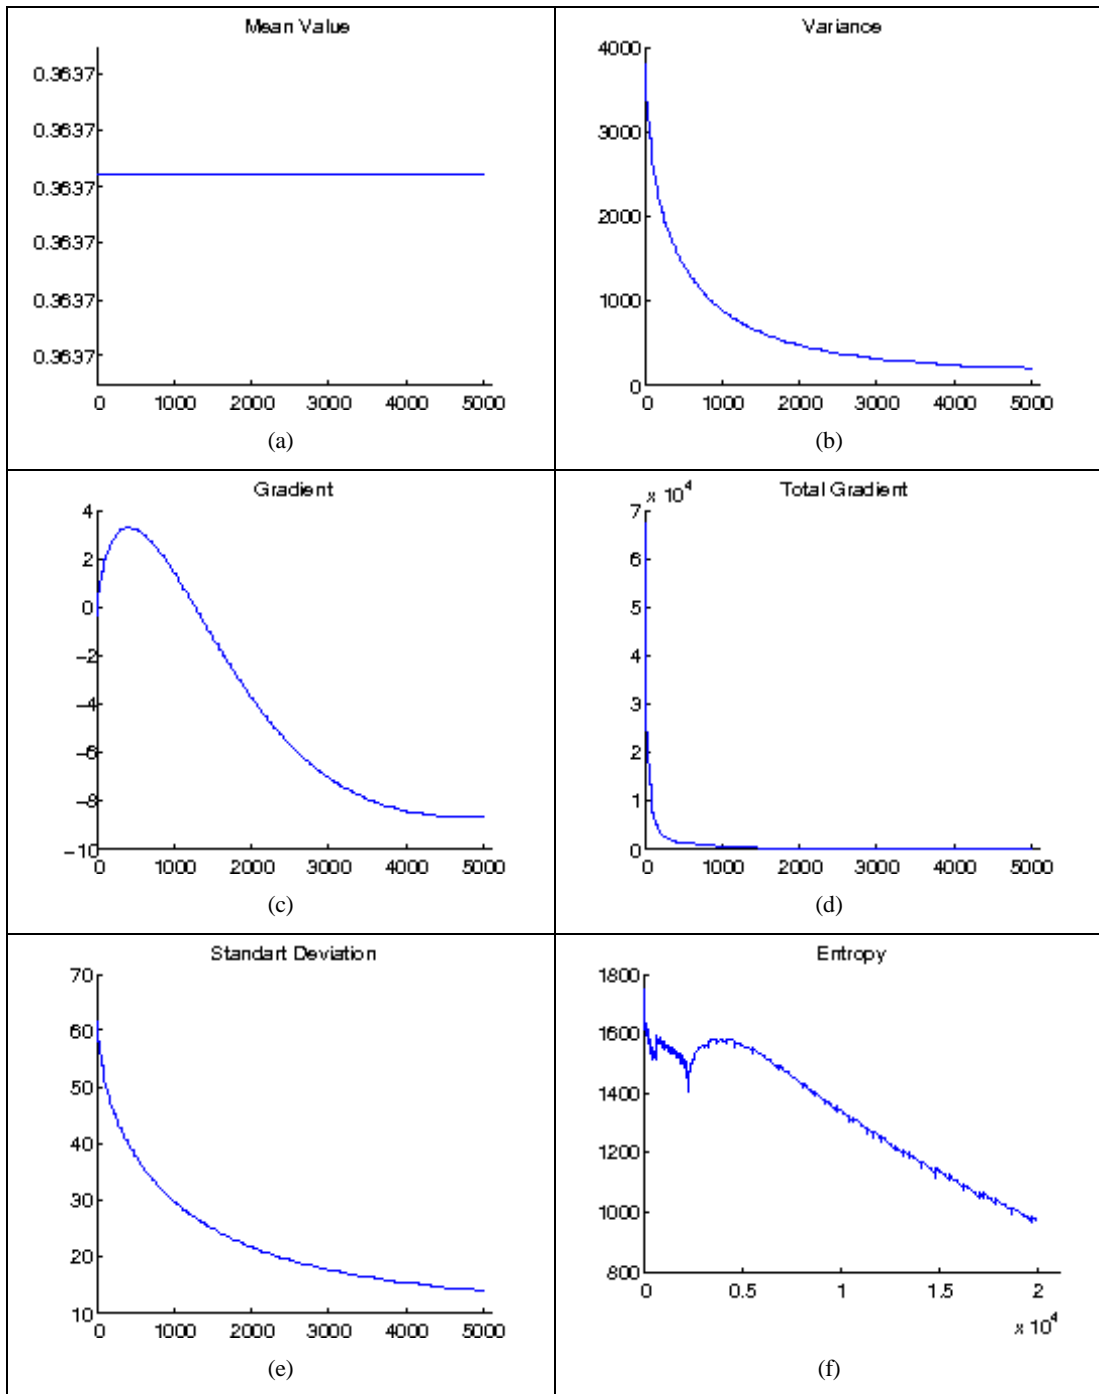 Mean Value
0.3637
0.3637
0.3637
0.3637
0.3637
0.3637
0 1000 2000 3000 4000 5000
(a)
Variance
4000
3000
2000
1000
0
0 1000 2000 3000 4000 5000
(b)
Gradient
4
2
0
−2
−4
−6
−8
−10
0 1000 2000 3000 4000 5000
(c)
Total Gradient
x 10^4
7
6
5
4
3
2
1
0
0 1000 2000 3000 4000 5000
(d)
Standart Deviation
70
60
50
40
30
20
10
0 1000 2000 3000 4000 5000
(e)
Entropy
1800
1600
1400
1200
1000
800
0 0.5 1 1.5 2
x 10^4
(f)